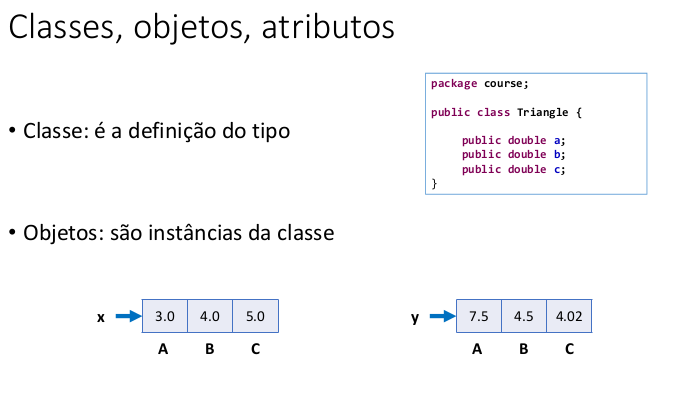 Classes, objetos, atributos
• Classe: é a definição do tipo
package course;
public class Triangle {
public double a;
public double b;
public double c;
}
• Objetos: são instâncias da classe
x 3.0 4.0 5.0
A B C
y 7.5 4.5 4.02
A B C